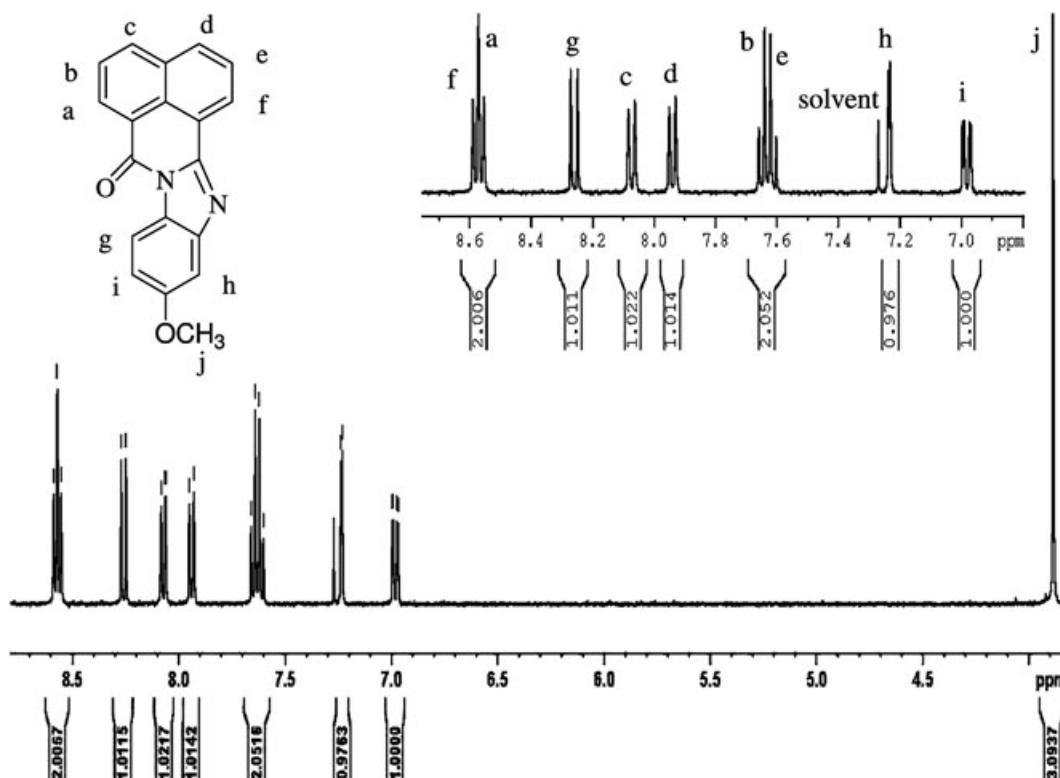 c d
b e
a f
O N N
g
i h
OCH3
j
f a g c d b e solvent h i j
8.6 8.4 8.2 8.0 7.8 7.6 7.4 7.2 7.0 ppm
2.006 1.011 1.022 1.014 2.052 0.976 1.000
8.5 8.0 7.5 7.0 6.5 6.0 5.5 5.0 4.5 ppm
2.0057 1.0115 1.0217 1.0142 2.0516 0.9763 1.0000